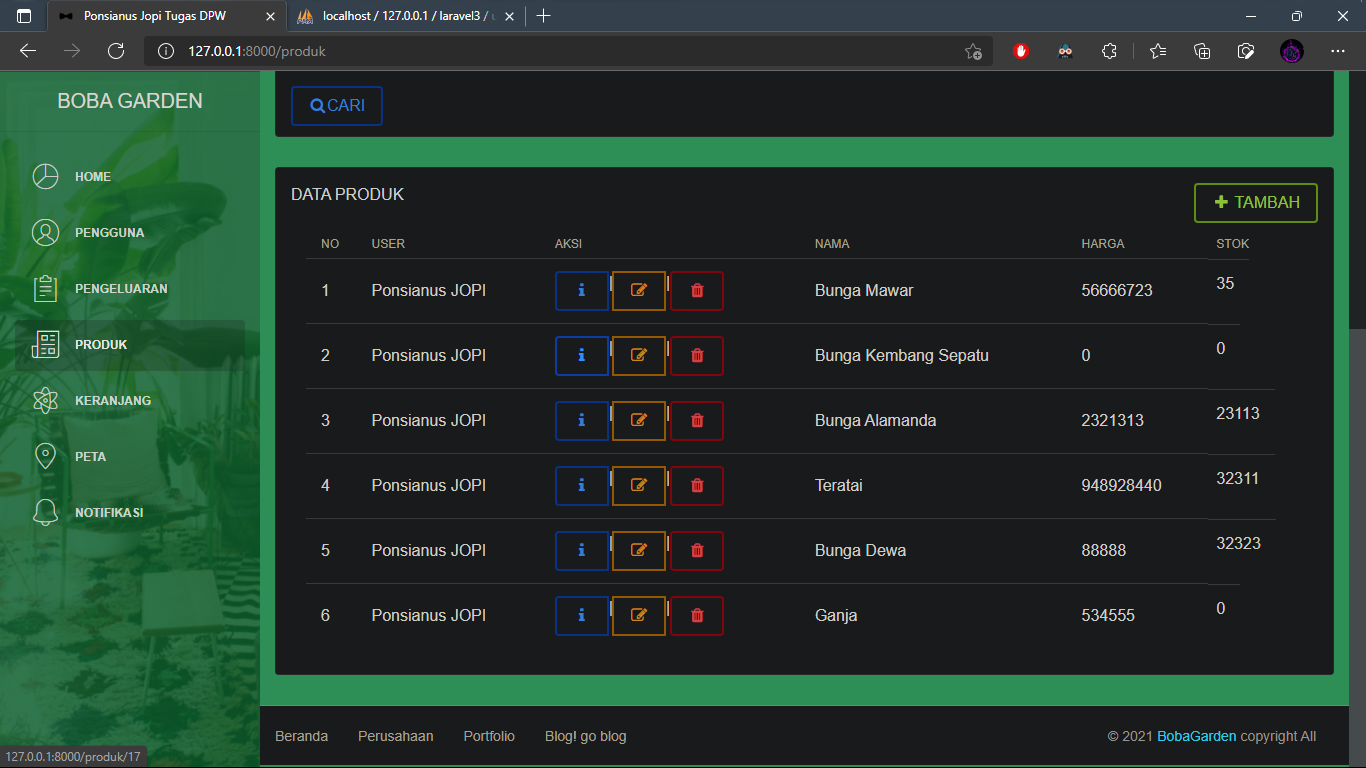 Ponsianus Jopi Tugas DPW
localhost / 127.0.0.1 / laravel3 /
127.0.0.1:8000/produk
BOBA GARDEN
HOME
PENGGUNA
PENGELUARAN
PRODUK
KERANJANG
PETA
NOTIFIKASI
CARI
DATA PRODUK
TAMBAH
NO USER AKSI NAMA HARGA STOK
1 Ponsianus JOPI Bunga Mawar 56666723 35
2 Ponsianus JOPI Bunga Kembang Sepatu 0 0
3 Ponsianus JOPI Bunga Alamanda 2321313 23113
4 Ponsianus JOPI Teratai 948928440 32311
5 Ponsianus JOPI Bunga Dewa 88888 32323
6 Ponsianus JOPI Ganja 534555 0
Beranda Perusahaan Portfolio Blog! go blog
© 2021 BobaGarden copyright All
127.0.0.1:8000/produk/17